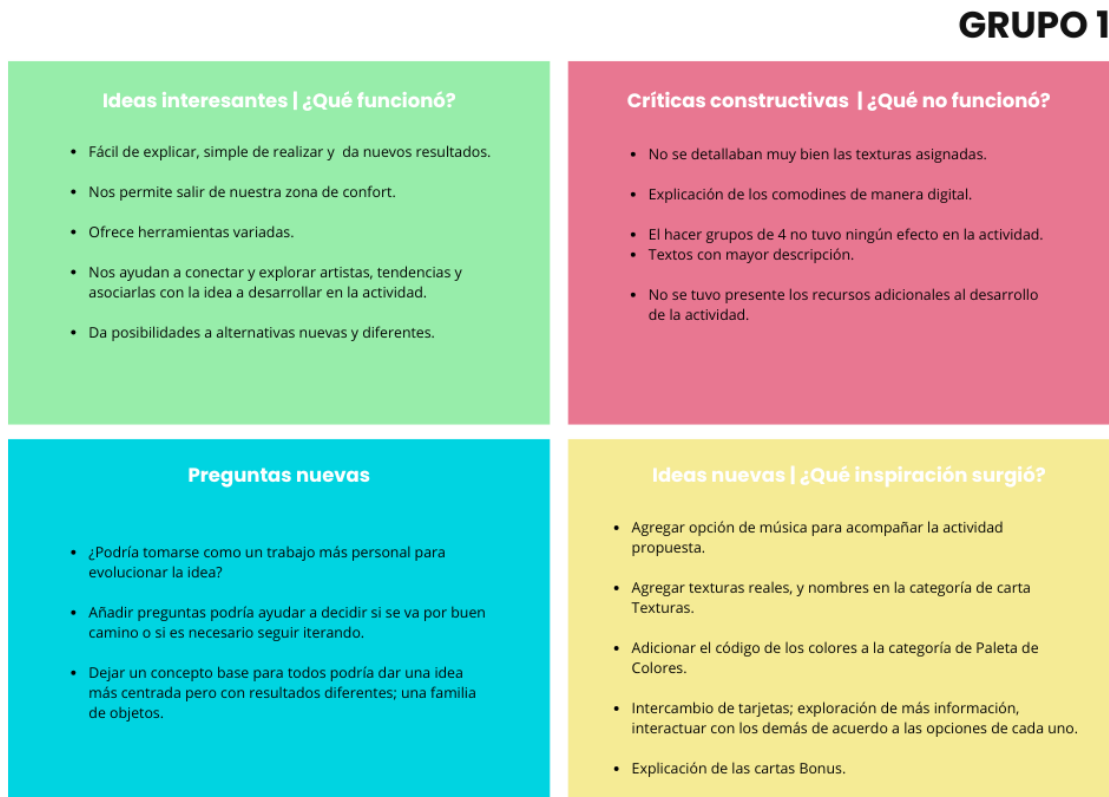 GRUPO 1
Ideas interesantes | ¿Qué funcionó?
• Fácil de explicar, simple de realizar y  da nuevos resultados.
• Nos permite salir de nuestra zona de confort.
• Ofrece herramientas variadas.
• Nos ayudan a conectar y explorar artistas, tendencias y
asociarlas con la idea a desarrollar en la actividad.
• Da posibilidades a alternativas nuevas y diferentes.
Críticas constructivas | ¿Qué no funcionó?
• No se detallaban muy bien las texturas asignadas.
• Explicación de los comodines de manera digital.
• El hacer grupos de 4 no tuvo ningún efecto en la actividad.
• Textos con mayor descripción.
• No se tuvo presente los recursos adicionales al desarrollo
de la actividad.
Preguntas nuevas
• ¿Podría tomarse como un trabajo más personal para
evolucionar la idea?
• Añadir preguntas podría ayudar a decidir si se va por buen
camino o si es necesario seguir iterando.
• Dejar un concepto base para todos podría dar una idea
más centrada pero con resultados diferentes; una familia
de objetos.
Ideas nuevas | ¿Qué inspiración surgió?
• Agregar opción de música para acompañar la actividad
propuesta.
• Agregar texturas reales, y nombres en la categoría de carta
Texturas.
• Adicionar el código de los colores a la categoría de Paleta de
Colores.
• Intercambio de tarjetas; exploración de más información,
interactuar con los demás de acuerdo a las opciones de cada uno.
• Explicación de las cartas Bonus.